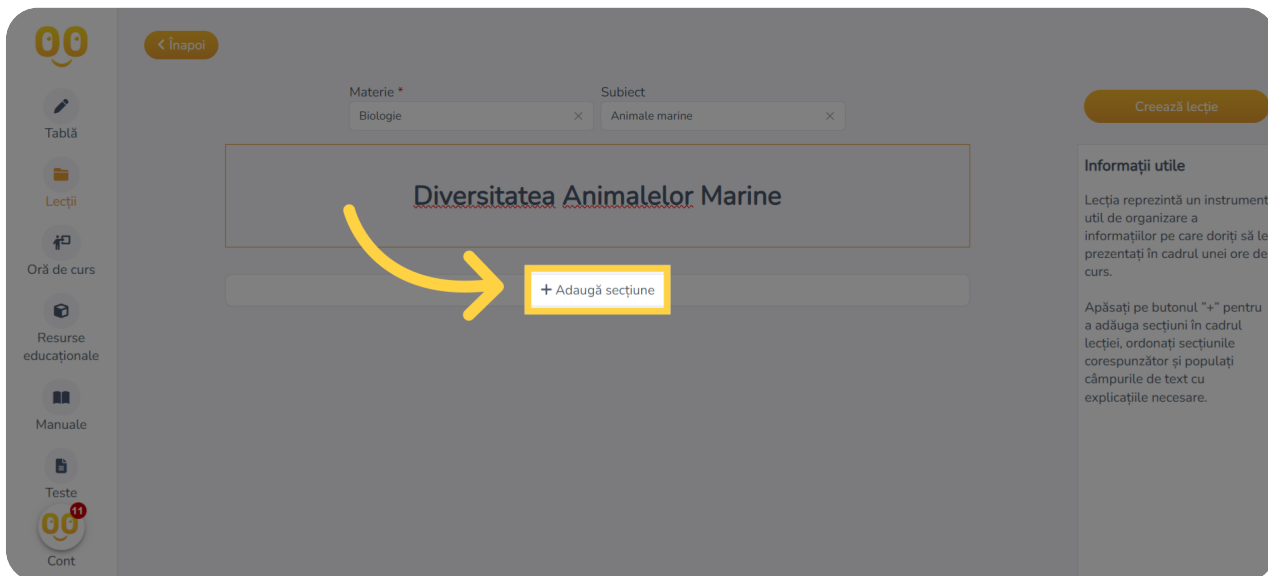 Înapoi
Tablă
Lecții
Oră de curs
Resurse
educaționale
Manuale
Teste
11
Cont
Materie *
Biologie
Subiect
Animale marine
Diversitatea Animalelor Marine
+ Adaugă secțiune
Creează lecție
Informații utile
Lecția reprezintă un instrument
util de organizare a
informațiilor pe care doriți să le
prezentați în cadrul unei ore de
curs.
Apăsați pe butonul "+" pentru
a adăuga secțiuni în cadrul
lecției, ordonați secțiunile
corespunzător și populați
câmpurile de text cu
explicațiile necesare.